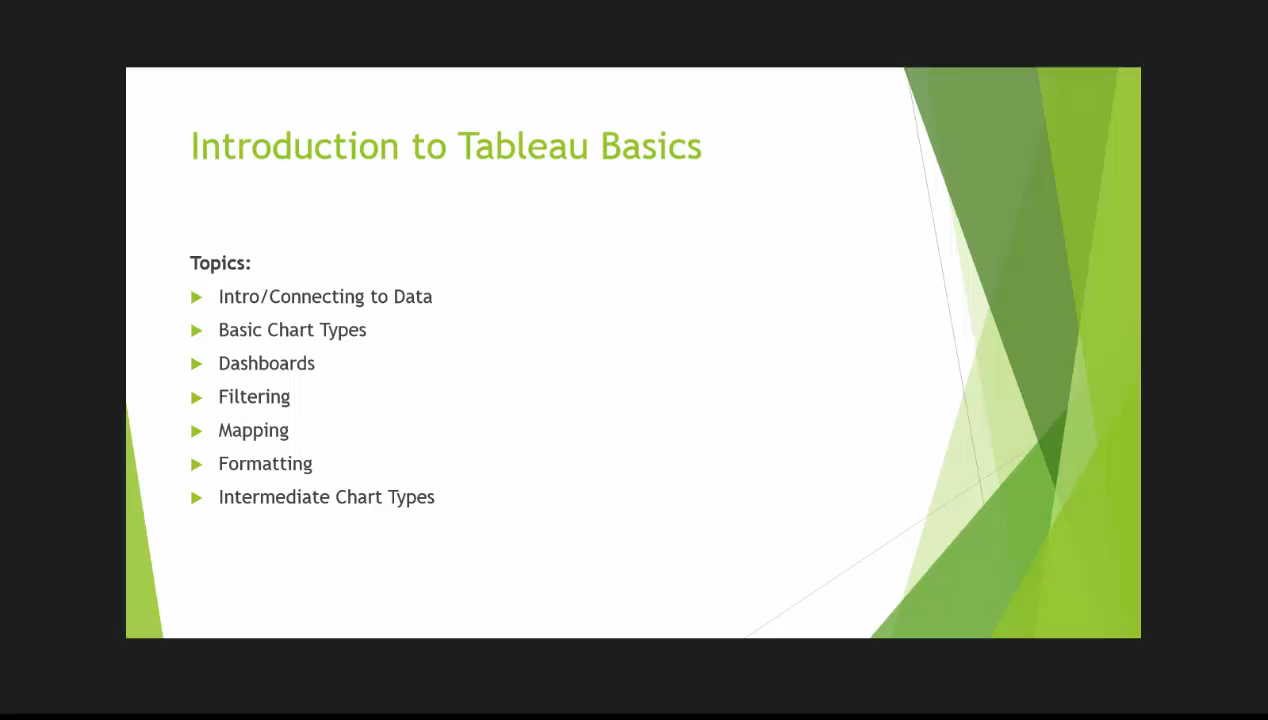 Introduction to Tableau Basics
Topics:
Intro/Connecting to Data
Basic Chart Types
Dashboards
Filtering
Mapping
Formatting
Intermediate Chart Types